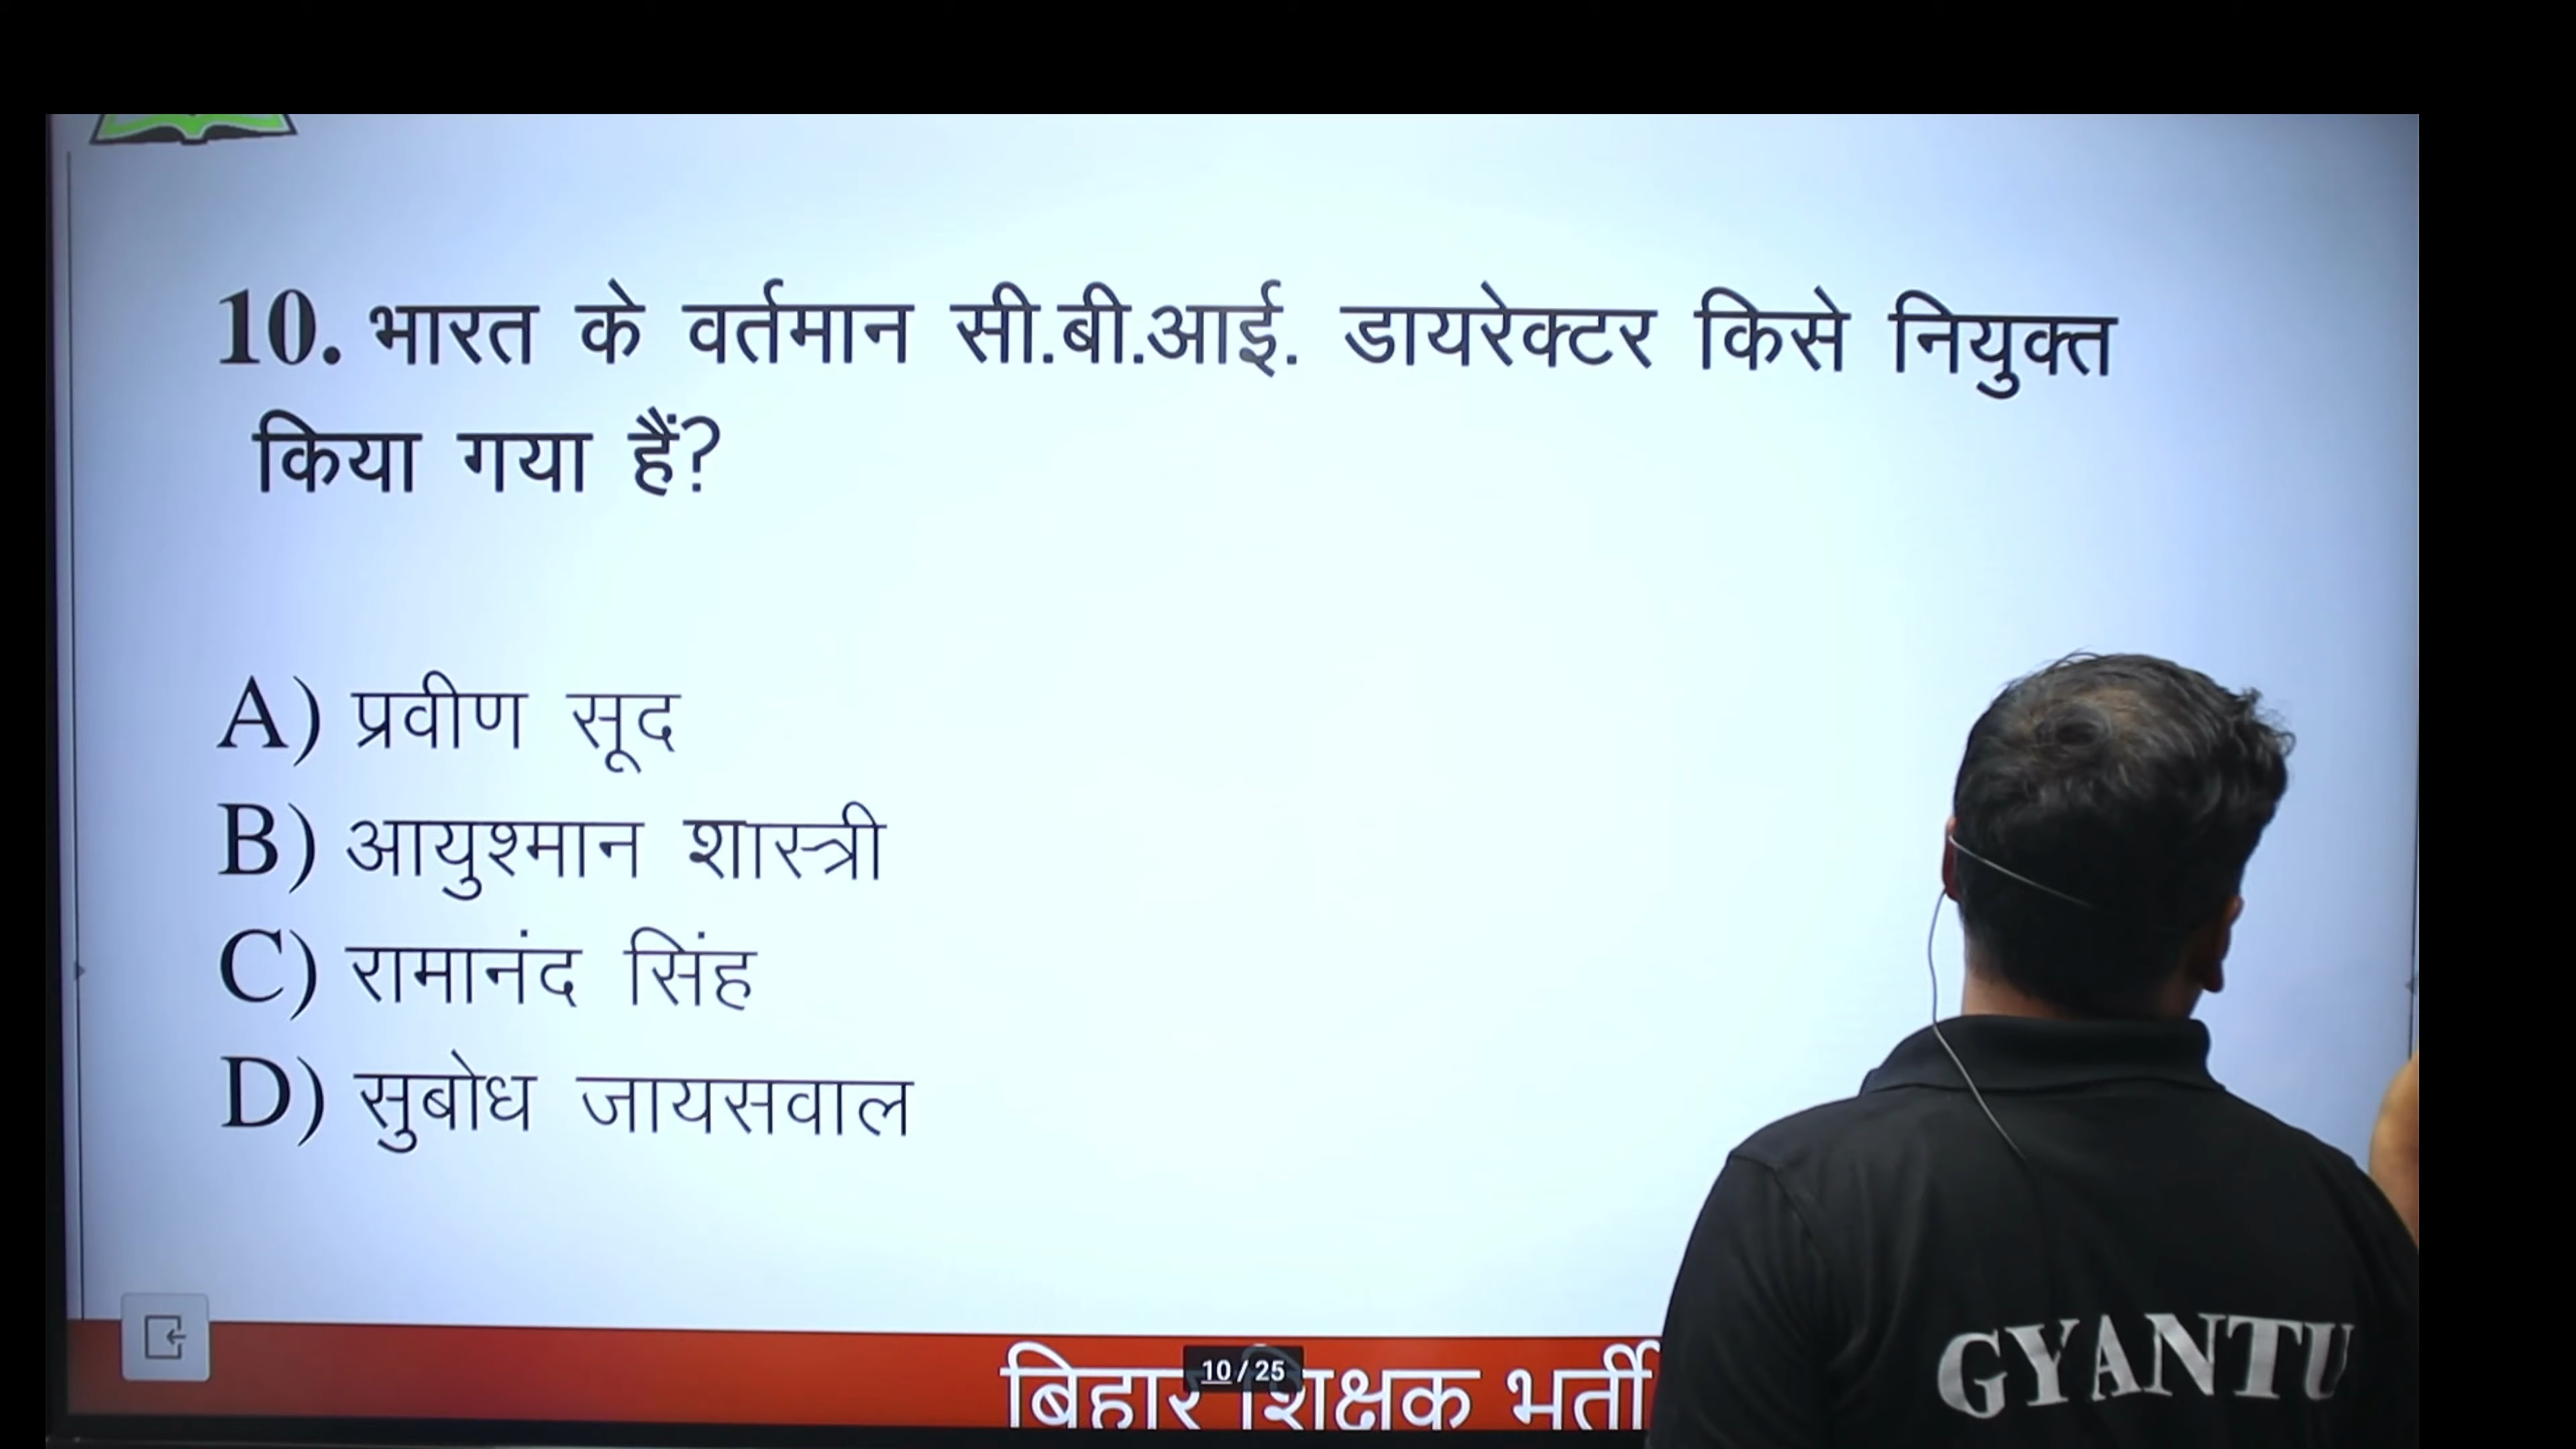 10. भारत के वर्तमान सी.बी.आई. डायरेक्टर किसे नियुक्त
किया गया हैं?
A) प्रवीण सूद
B) आयुश्मान शास्त्री
C) रामानंद सिंह
D) सुबोध जायसवाल
बिहार शिक्षक भर्ती
10 / 25
GYANTU